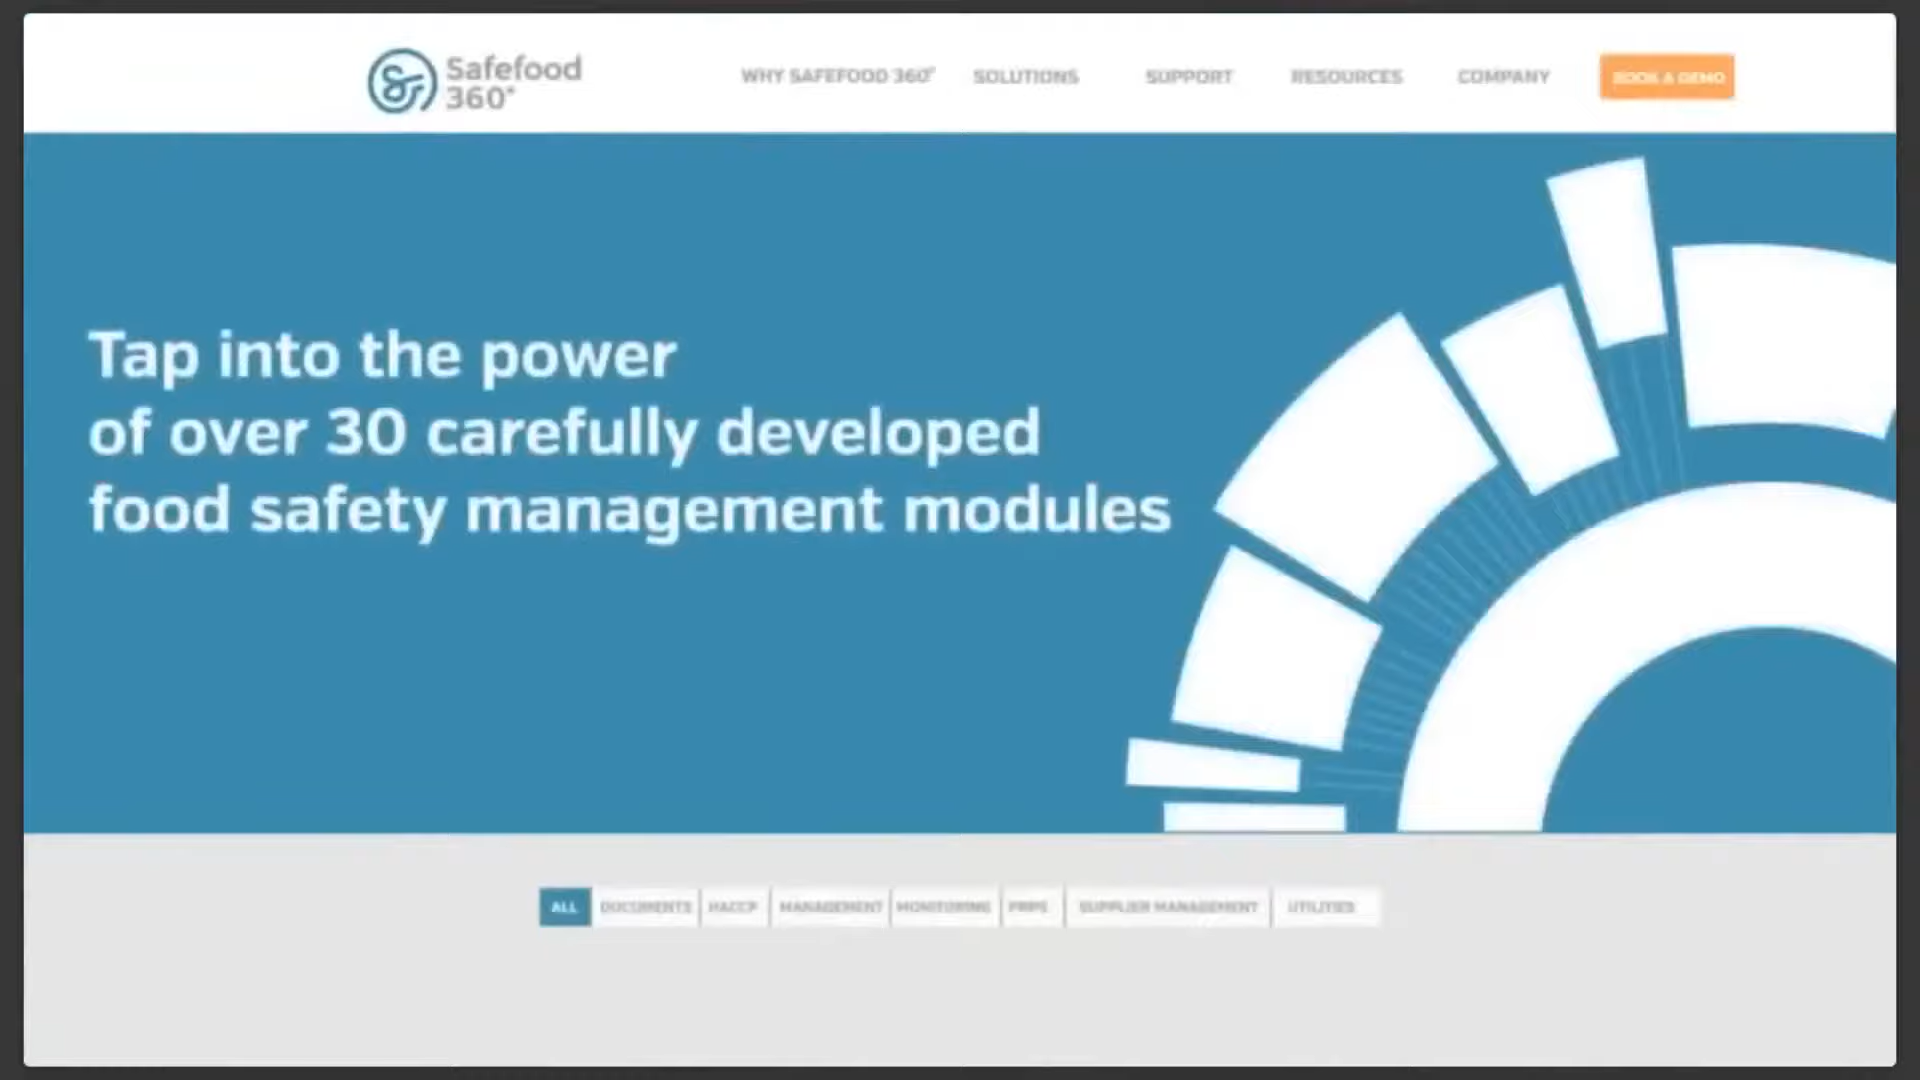 Safefood
360°
WHY SAFEFOOD 360°
SOLUTIONS
SUPPORT
RESOURCES
COMPANY
BOOK A DEMO
Tap into the power
of over 30 carefully developed
food safety management modules
ALL
DOCUMENTS
HACCP
MANAGEMENT
MONITORING
PRPS
SUPPLIER MANAGEMENT
UTILITIES